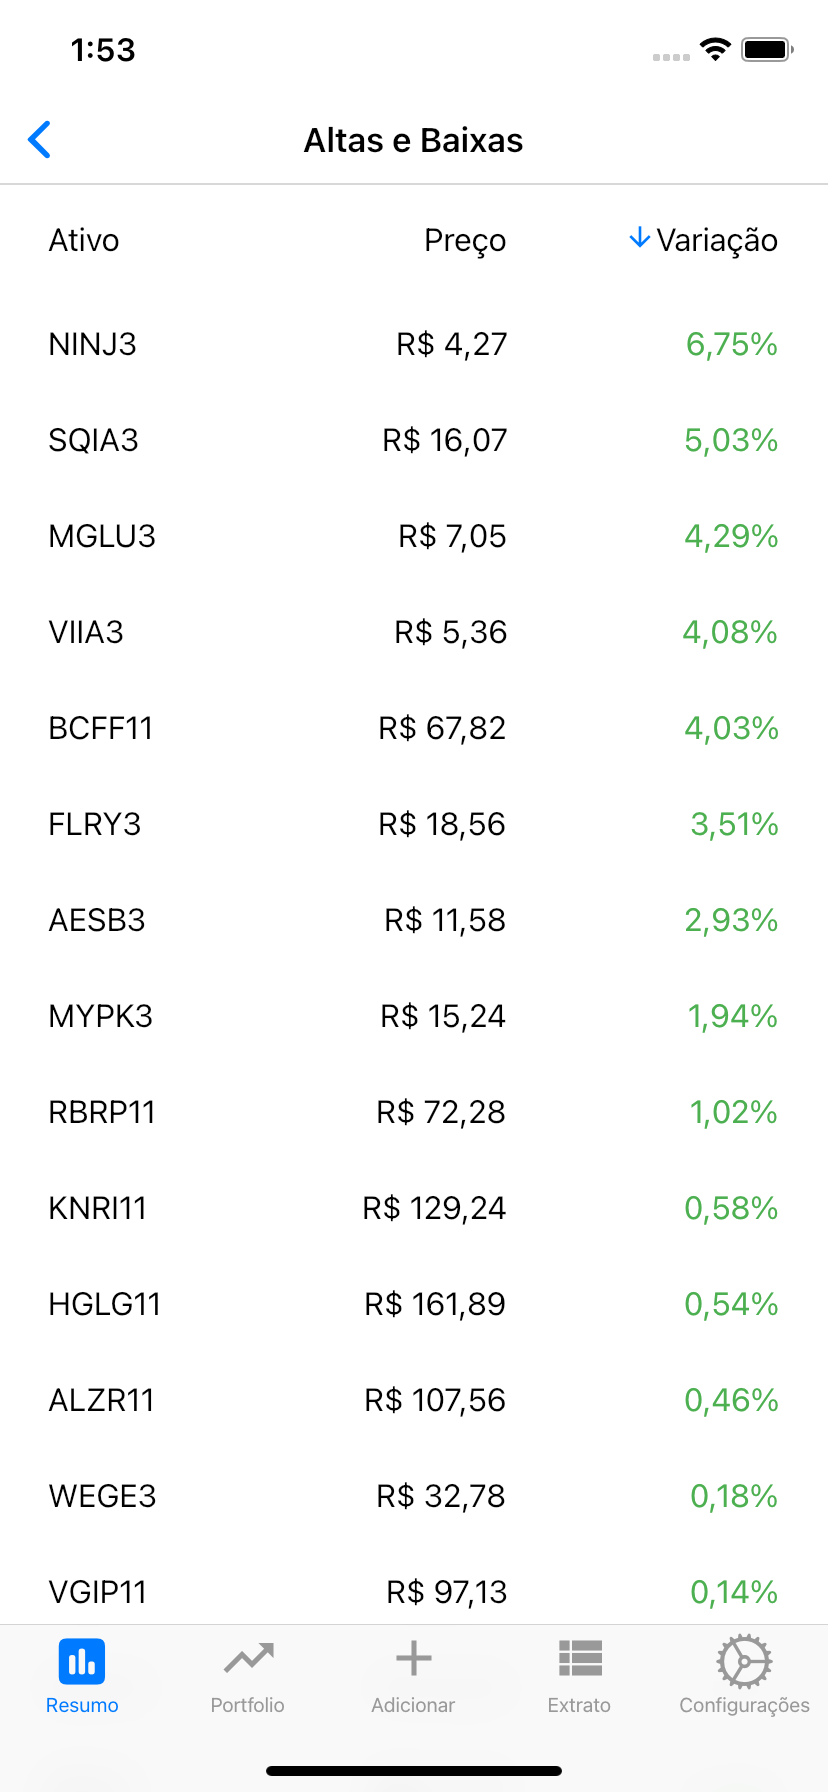 1:53
Altas e Baixas
Ativo Preço Variação
NINJ3 R$ 4,27 6,75%
SQIA3 R$ 16,07 5,03%
MGLU3 R$ 7,05 4,29%
VIIA3 R$ 5,36 4,08%
BCFF11 R$ 67,82 4,03%
FLRY3 R$ 18,56 3,51%
AESB3 R$ 11,58 2,93%
MYPK3 R$ 15,24 1,94%
RBRP11 R$ 72,28 1,02%
KNRI11 R$ 129,24 0,58%
HGLG11 R$ 161,89 0,54%
ALZR11 R$ 107,56 0,46%
WEGE3 R$ 32,78 0,18%
VGIP11 R$ 97,13 0,14%
Resumo Portfolio Adicionar Extrato Configurações